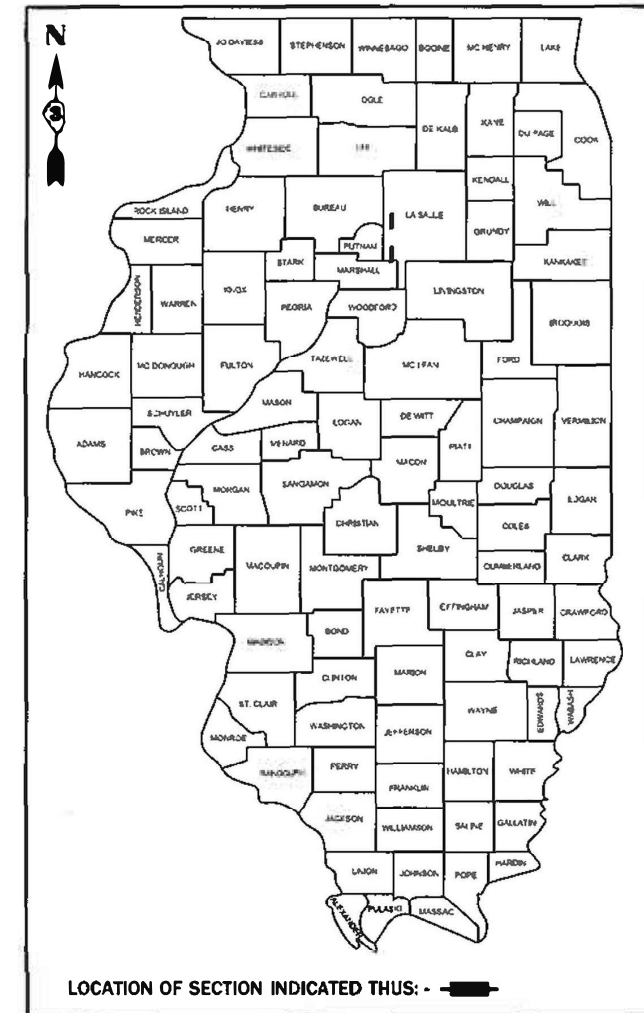 N
JO DAVIESS STEPHENSON WINNEBAGO BOONE MC HENRY LAKE
CARROLL OGLE DE KALB KANE DU PAGE COOK
WHITESIDE LEE
KENDALL WILL
ROCK ISLAND HENRY BUREAU LA SALLE GRUNDY
MERCER PUTNAM
STARK MARSHALL KANKAKEE
HENDERSON WARREN KNOX PEORIA WOODFORD LIVINGSTON IROQUOIS
HANCOCK MC DONOUGH FULTON TAZEWELL MC LEAN FORD
SCHUYLER MASON LOGAN DE WITT CHAMPAIGN VERMILION
ADAMS BROWN CASS MENARD MACON PIATT
PIKE SCOTT MORGAN SANGAMON MOULTRIE DOUGLAS EDGAR
CHRISTIAN COLES
CALHOUN GREENE MACOUPIN MONTGOMERY SHELBY CUMBERLAND CLARK
JERSEY FAYETTE EFFINGHAM JASPER CRAWFORD
MADISON BOND CLAY RICHLAND LAWRENCE
CLINTON MARION
ST. CLAIR WAYNE EDWARDS WABASH
MONROE WASHINGTON JEFFERSON
RANDOLPH PERRY HAMILTON WHITE
FRANKLIN
JACKSON WILLIAMSON SALINE GALLATIN
UNION JOHNSON POPE HARDIN
ALEXANDER PULASKI MASSAC
LOCATION OF SECTION INDICATED THUS: -